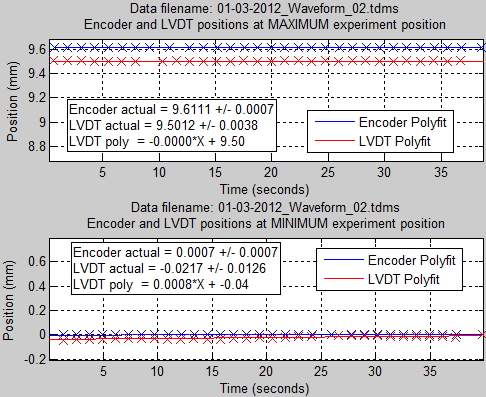 Data filename: 01-03-2012_Waveform_02.tdms
Encoder and LVDT positions at MAXIMUM experiment position
Position (mm)
9.6
9.4
9.2
9
8.8
Encoder actual = 9.6111 +/- 0.0007
LVDT actual = 9.5012 +/- 0.0038
LVDT poly = -0.0000*X + 9.50
Encoder Polyfit
LVDT Polyfit
5 10 15 20 25 30 35
Time (seconds)
Data filename: 01-03-2012_Waveform_02.tdms
Encoder and LVDT positions at MINIMUM experiment position
Position (mm)
0.6
0.4
0.2
0
-0.2
Encoder actual = 0.0007 +/- 0.0007
LVDT actual = -0.0217 +/- 0.0126
LVDT poly = 0.0008*X + -0.04
Encoder Polyfit
LVDT Polyfit
5 10 15 20 25 30 35
Time (seconds)